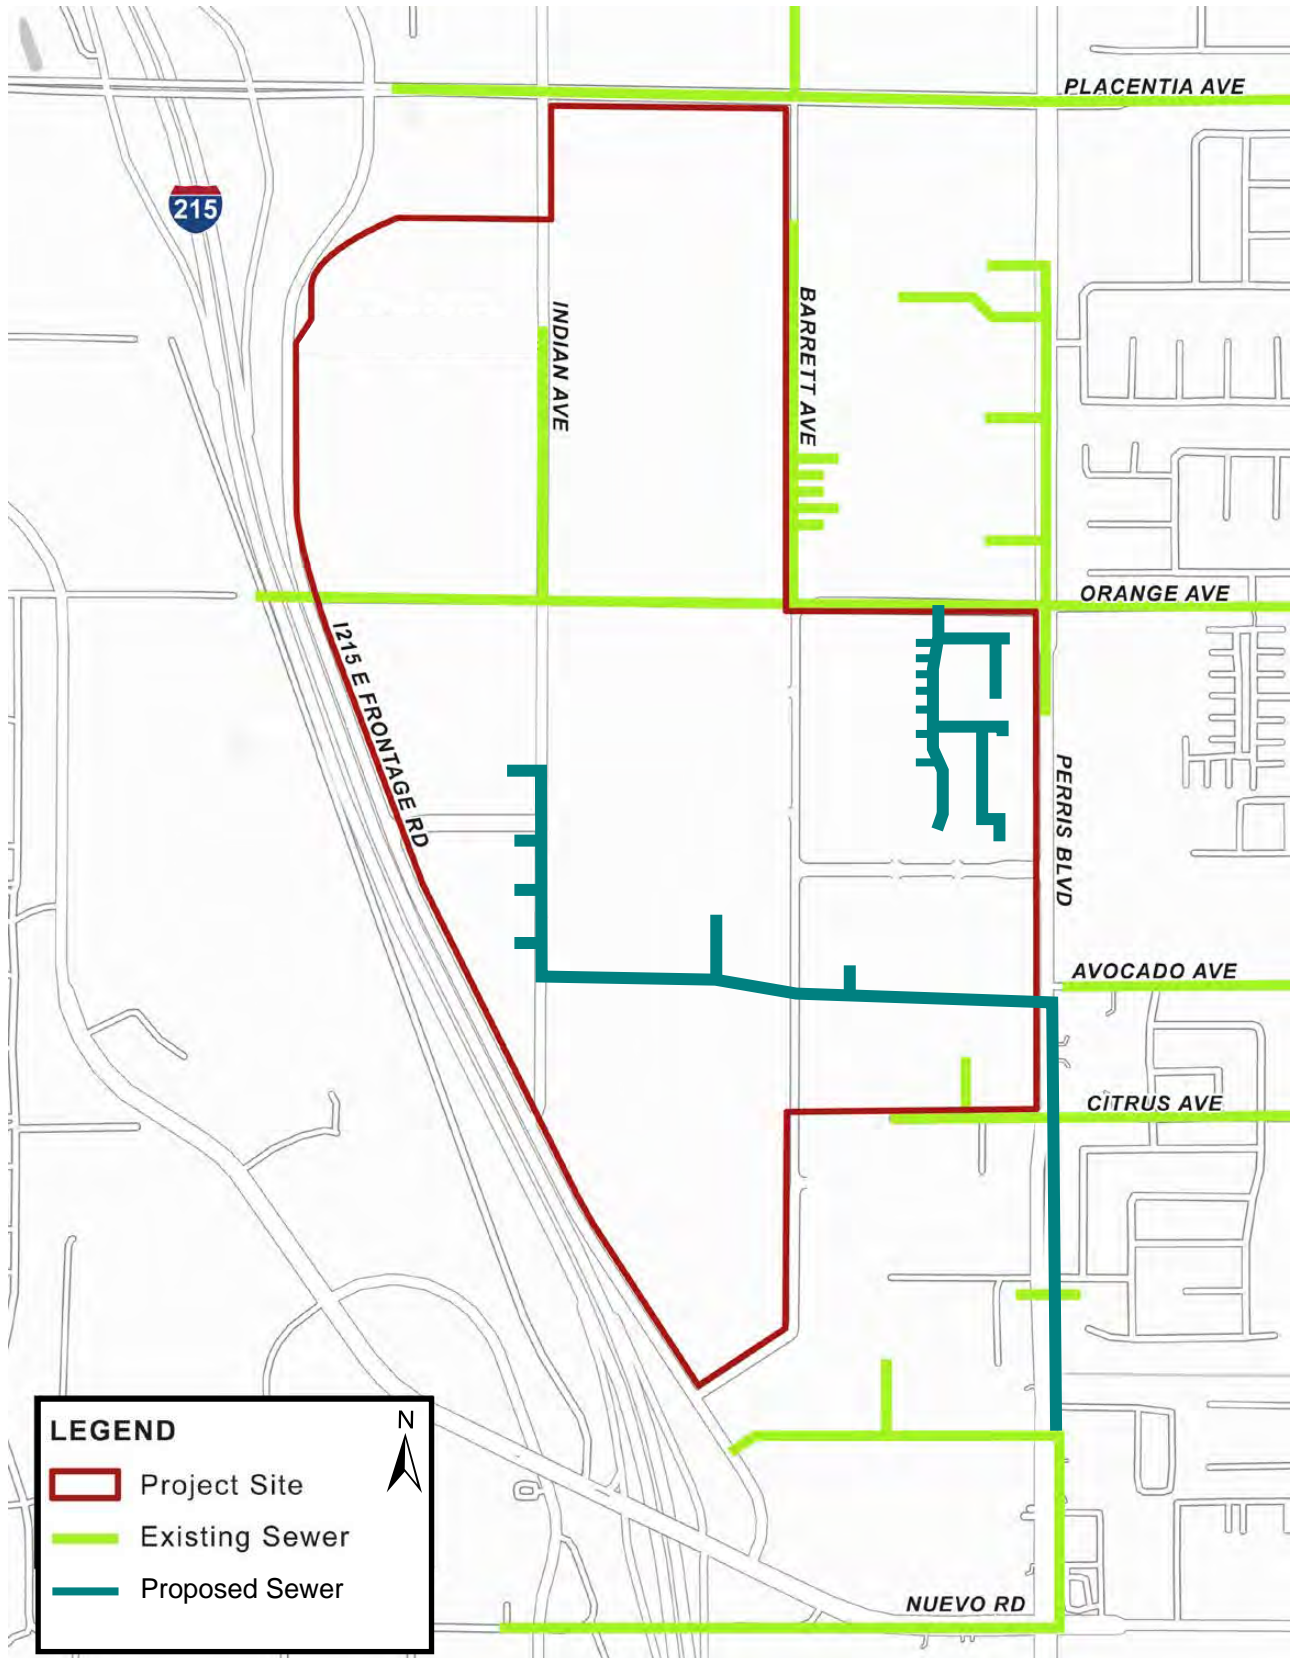 PLACENTIA AVE
215
INDIAN AVE
BARRETT AVE
ORANGE AVE
I215 E FRONTAGE RD
PERRIS BLVD
AVOCADO AVE
CITRUS AVE
LEGEND
N
Project Site
Existing Sewer
Proposed Sewer
NUEVO RD